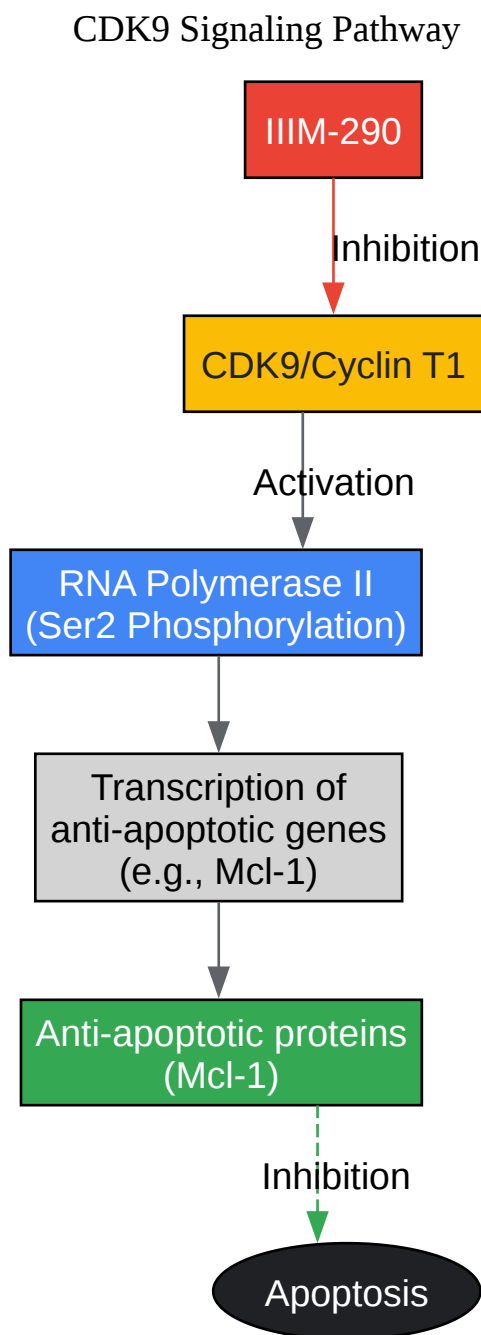 CDK9 Signaling Pathway
IIIM-290
Inhibition
CDK9/Cyclin T1
Activation
RNA Polymerase II
(Ser2 Phosphorylation)
Transcription of
anti-apoptotic genes
(e.g., Mcl-1)
Anti-apoptotic proteins
(Mcl-1)
Inhibition
Apoptosis